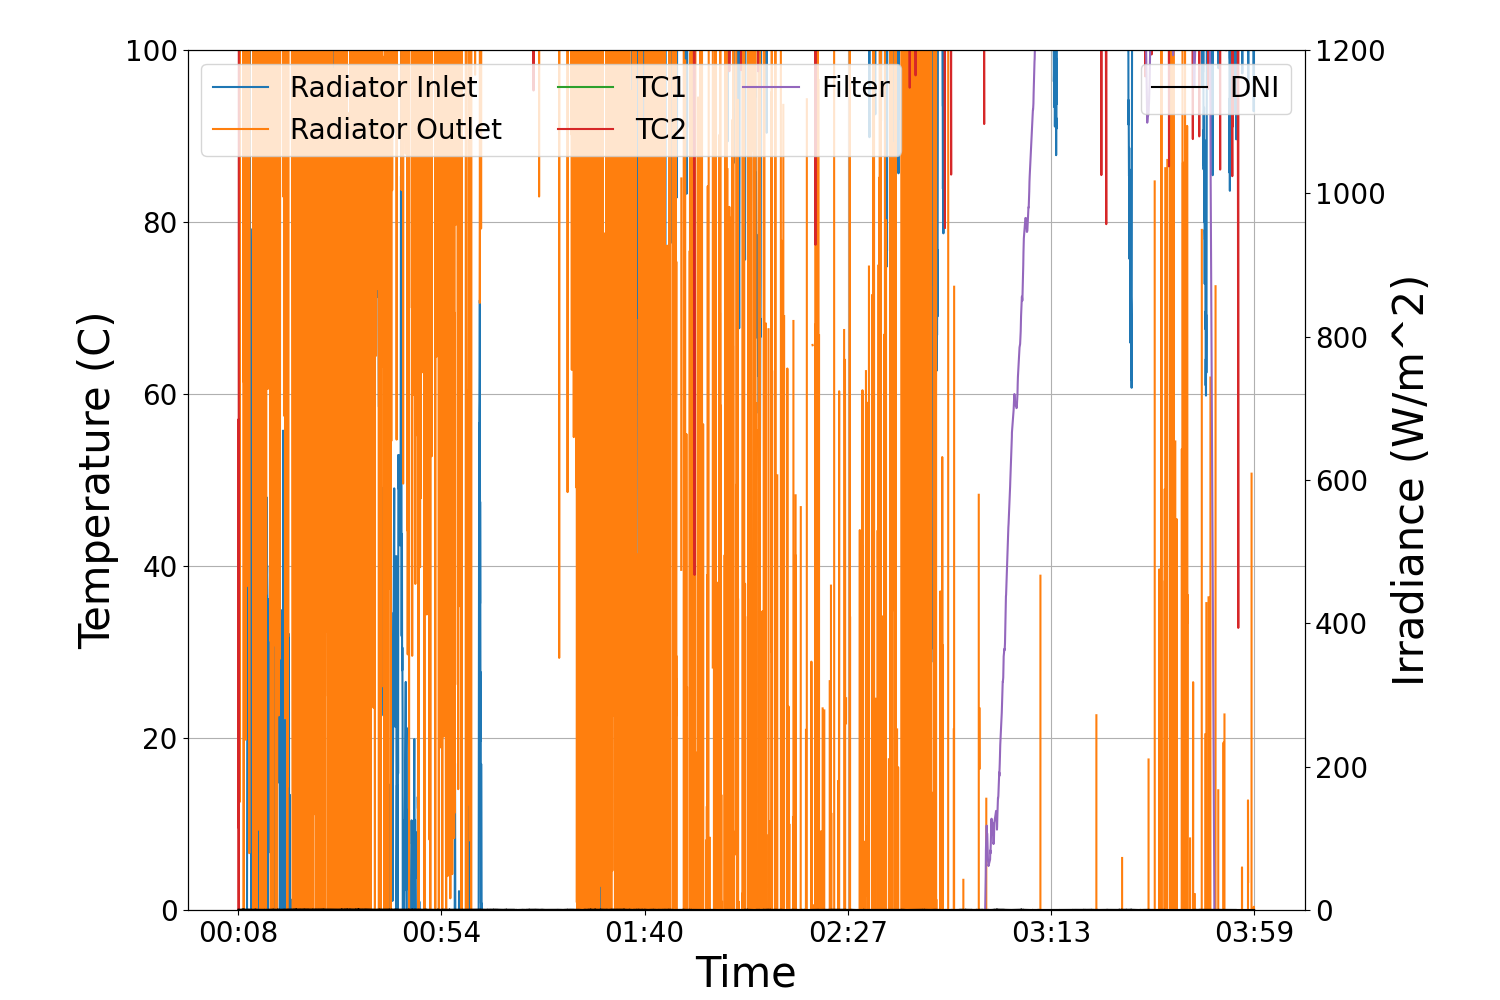 100
80
60
40
20
0
Temperature (C)
Radiator Inlet
Radiator Outlet
TC1
TC2
Filter
DNI
1200
1000
800
600
400
200
0
Irradiance (W/m^2)
00:08 00:54 01:40 02:27 03:13 03:59
Time